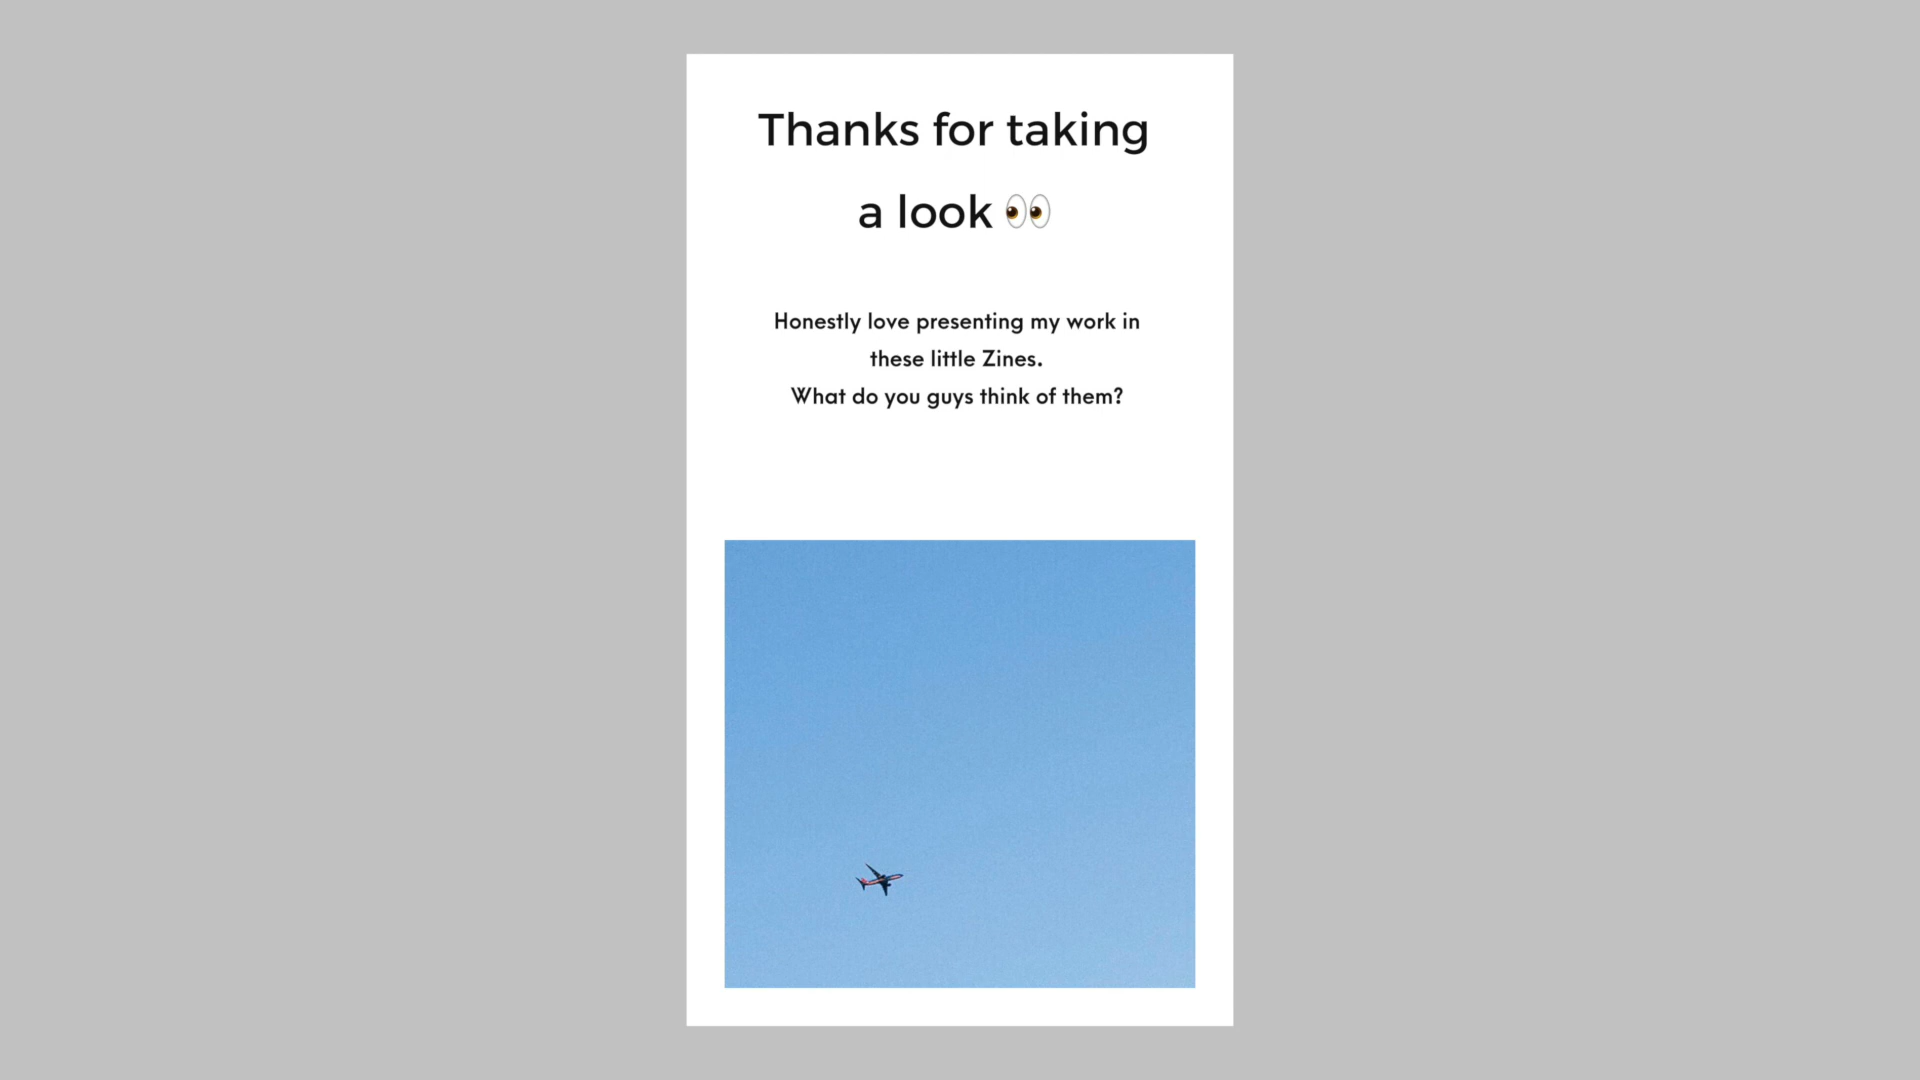 Thanks for taking
a look 👀
Honestly love presenting my work in
these little Zines.
What do you guys think of them?